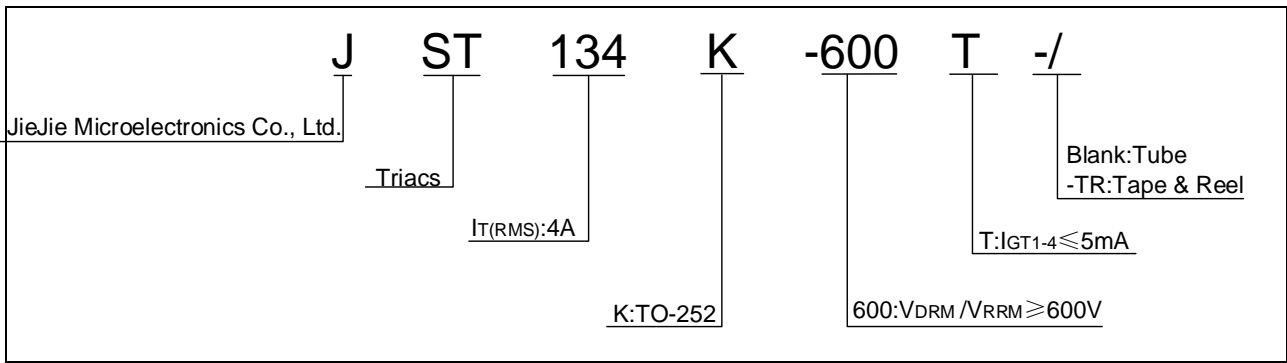 J ST 134 K -600 T -/
JieJie Microelectronics Co., Ltd.
Triacs
IT(RMS):4A
K:TO-252
600:VDRM /VRRM≥600V
T:IGT1-4≤5mA
Blank:Tube
-TR:Tape & Reel